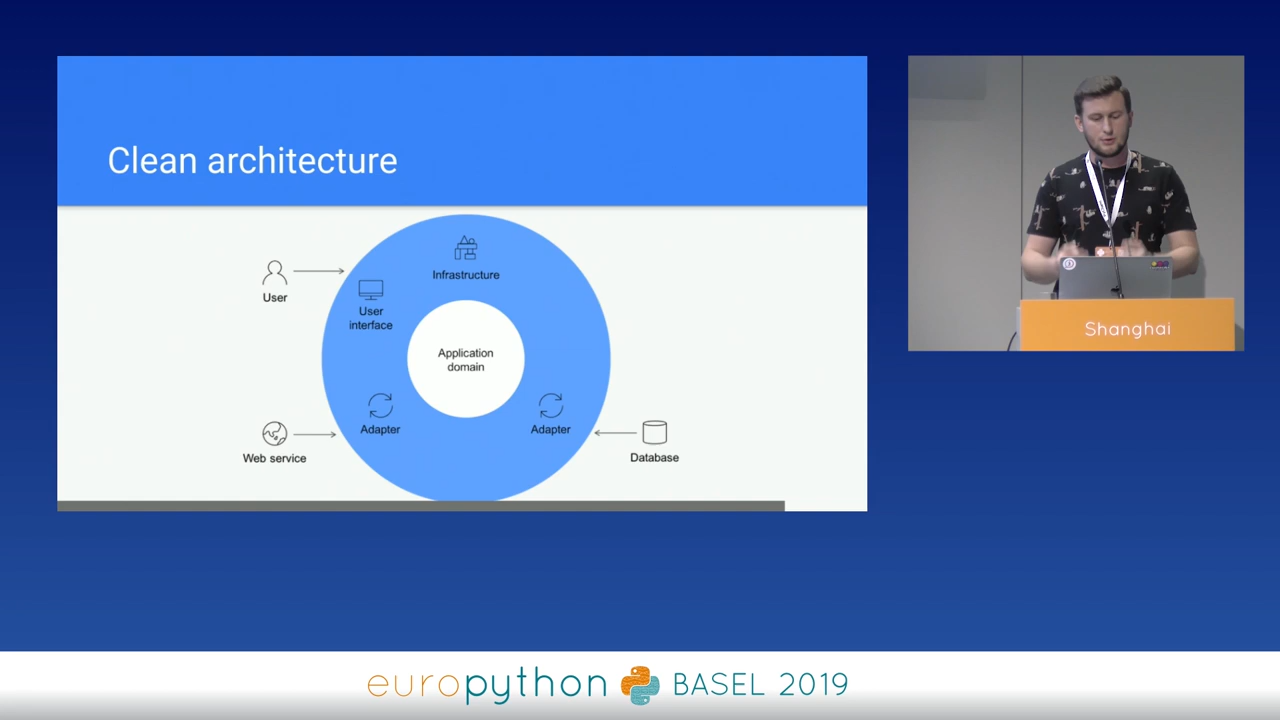 Clean architecture
Infrastructure
User
User
interface
Application
domain
Adapter
Adapter
Web service
Database
Shanghai
europython
BASEL 2019